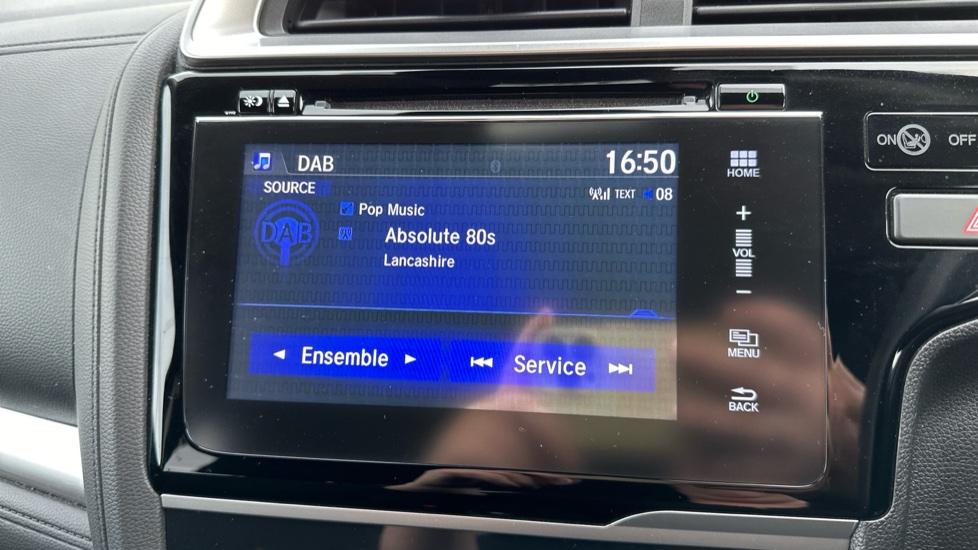 DAB
16:50
SOURCE
TEXT 08
DAB
Pop Music
Absolute 80s
Lancashire
Ensemble
Service
HOME
+
VOL
-
MENU
BACK
ON OFF